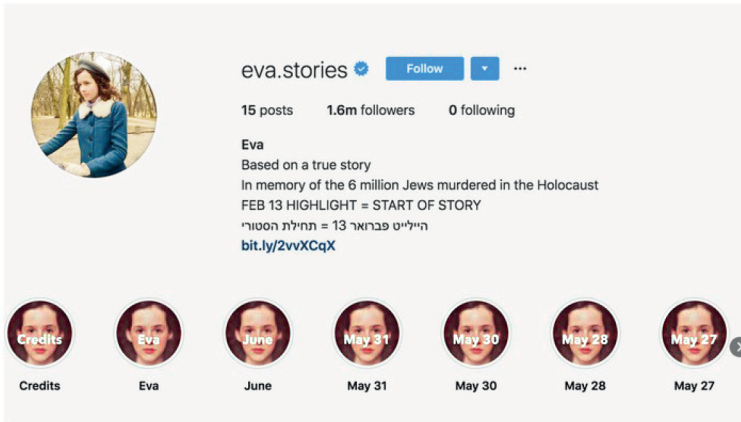 eva.stories Follow
15 posts 1.6m followers 0 following
Eva
Based on a true story
In memory of the 6 million Jews murdered in the Holocaust
FEB 13 HIGHLIGHT = START OF STORY
היילייט פברואר 13 = תחילת הסטורי
bit.ly/2vvXCqX
Credits Eva June May 31 May 30 May 28 May 27
Credits Eva June May 31 May 30 May 28 May 27